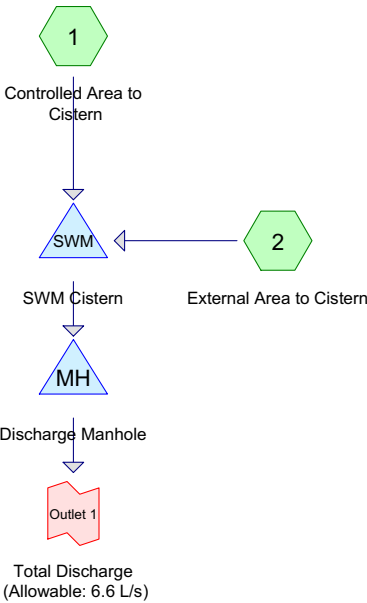 1
Controlled Area to
Cistern
SWM
2
SWM Cistern
External Area to Cistern
MH
Discharge Manhole
Outlet 1
Total Discharge
(Allowable: 6.6 L/s)